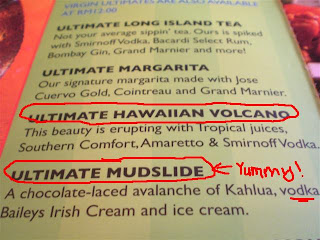 VIRGIN ULTIMATES ARE ALSO AVAILABLE
AT RM12.00
ULTIMATE LONG ISLAND TEA
Not your average sippin' tea. Ours is spiked
with Smirnoff Vodka, Bacardi Select Rum,
Bombay Gin, Grand Marnier and more!
ULTIMATE MARGARITA
Our signature margarita made with Jose
Cuervo Gold, Cointreau and Grand Marnier.
ULTIMATE HAWAIIAN VOLCANO
This beauty is erupting with Tropical juices,
Southern Comfort, Amaretto & Smirnoff Vodka.
ULTIMATE MUDSLIDE
Yummy!
A chocolate-laced avalanche of Kahlua, vodka
Baileys Irish Cream and ice cream.